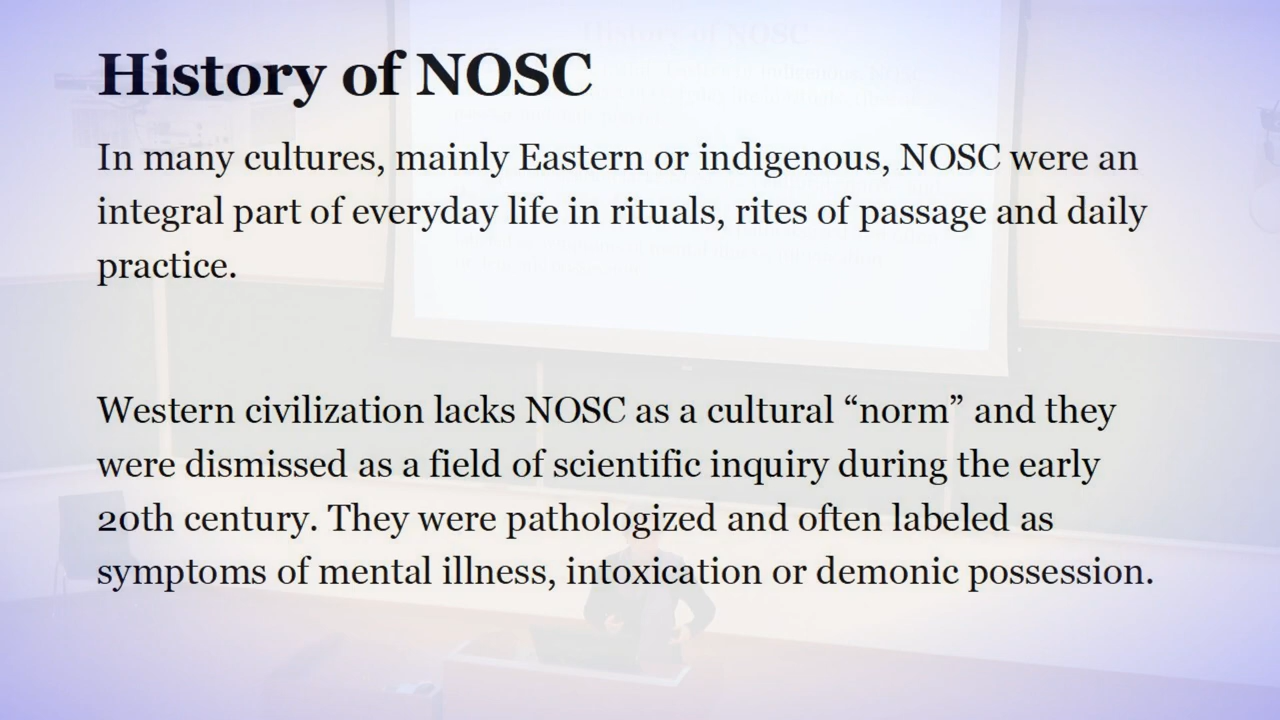 History of NOSC
In many cultures, mainly Eastern or indigenous, NOSC were an
integral part of everyday life in rituals, rites of passage and daily
practice.
Western civilization lacks NOSC as a cultural “norm” and they
were dismissed as a field of scientific inquiry during the early
20th century. They were pathologized and often labeled as
symptoms of mental illness, intoxication or demonic possession.